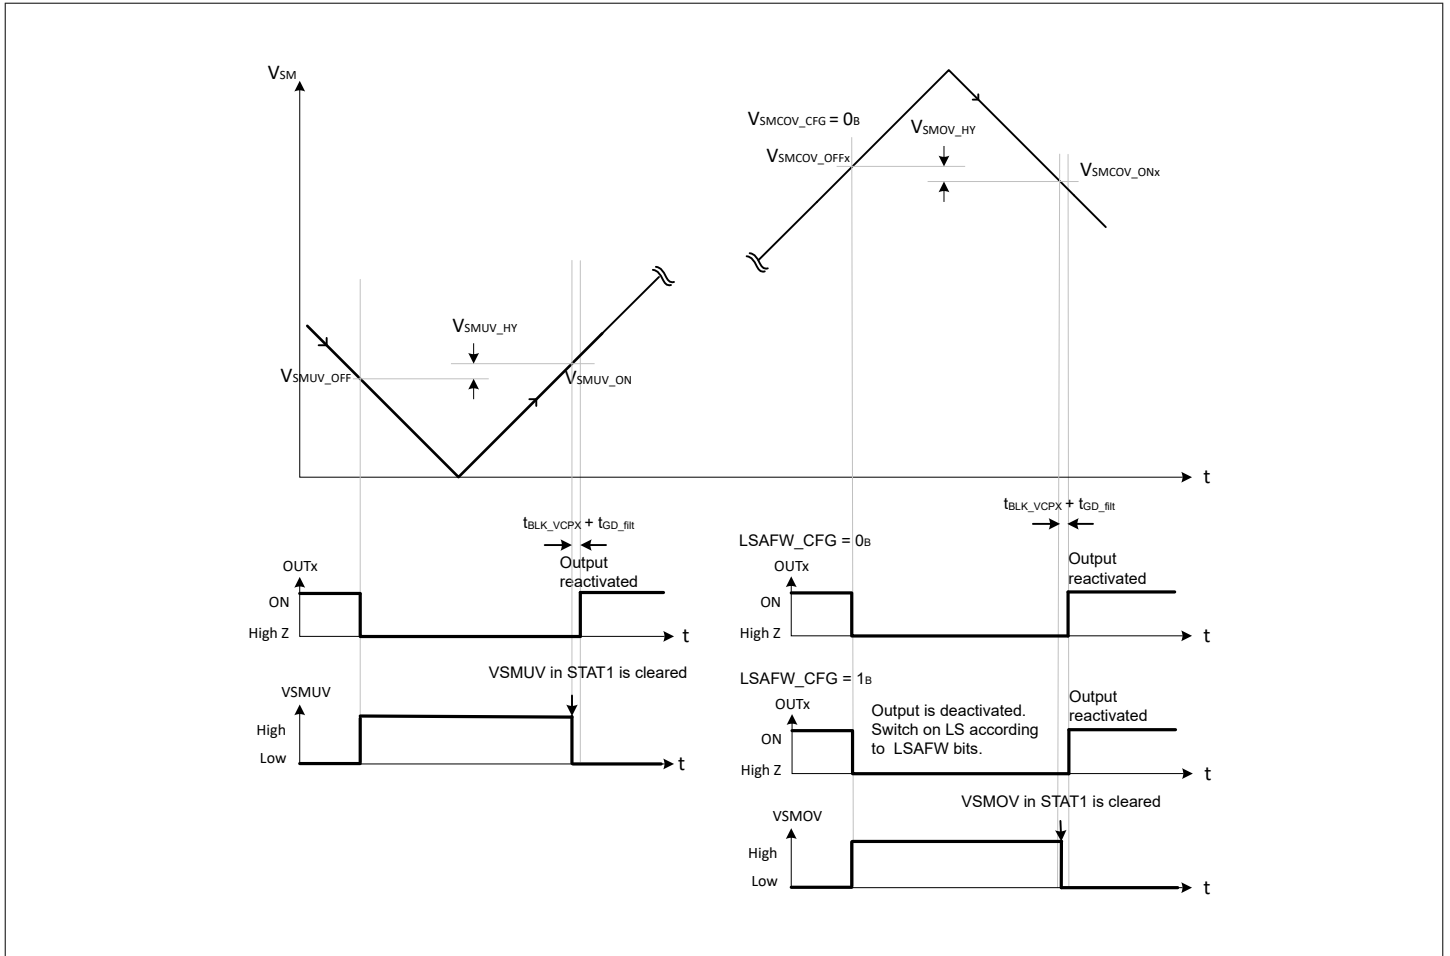 VSM
VSMCOV_CFG = 0B
VSMOV_HY
VSMCOV_OFFx
VSMCOV_ONx
VSMUV_HY
VSMUV_OFF
VSMUV_ON
t
tBLK_VCPX + tGD_filt
Output
reactivated
OUTx
ON
High Z
t
VSMUV in STAT1 is cleared
VSMUV
High
Low
t
tBLK_VCPX + tGD_filt
LSAFW_CFG = 0B
OUTx
Output
reactivated
ON
High Z
t
LSAFW_CFG = 1B
OUTx
Output is deactivated.
Switch on LS according
to LSAFW bits.
Output
reactivated
ON
High Z
VSMOV in STAT1 is cleared
VSMOV
High
Low
t